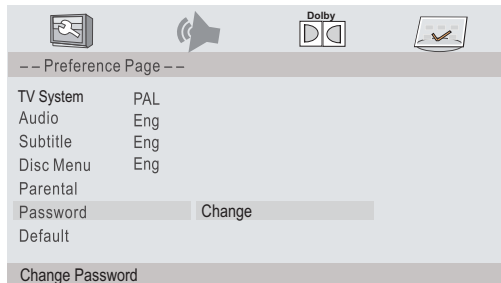 Dolby
-- Preference Page --
TV System PAL
Audio Eng
Subtitle Eng
Disc Menu Eng
Parental
Password Change
Default
Change Password